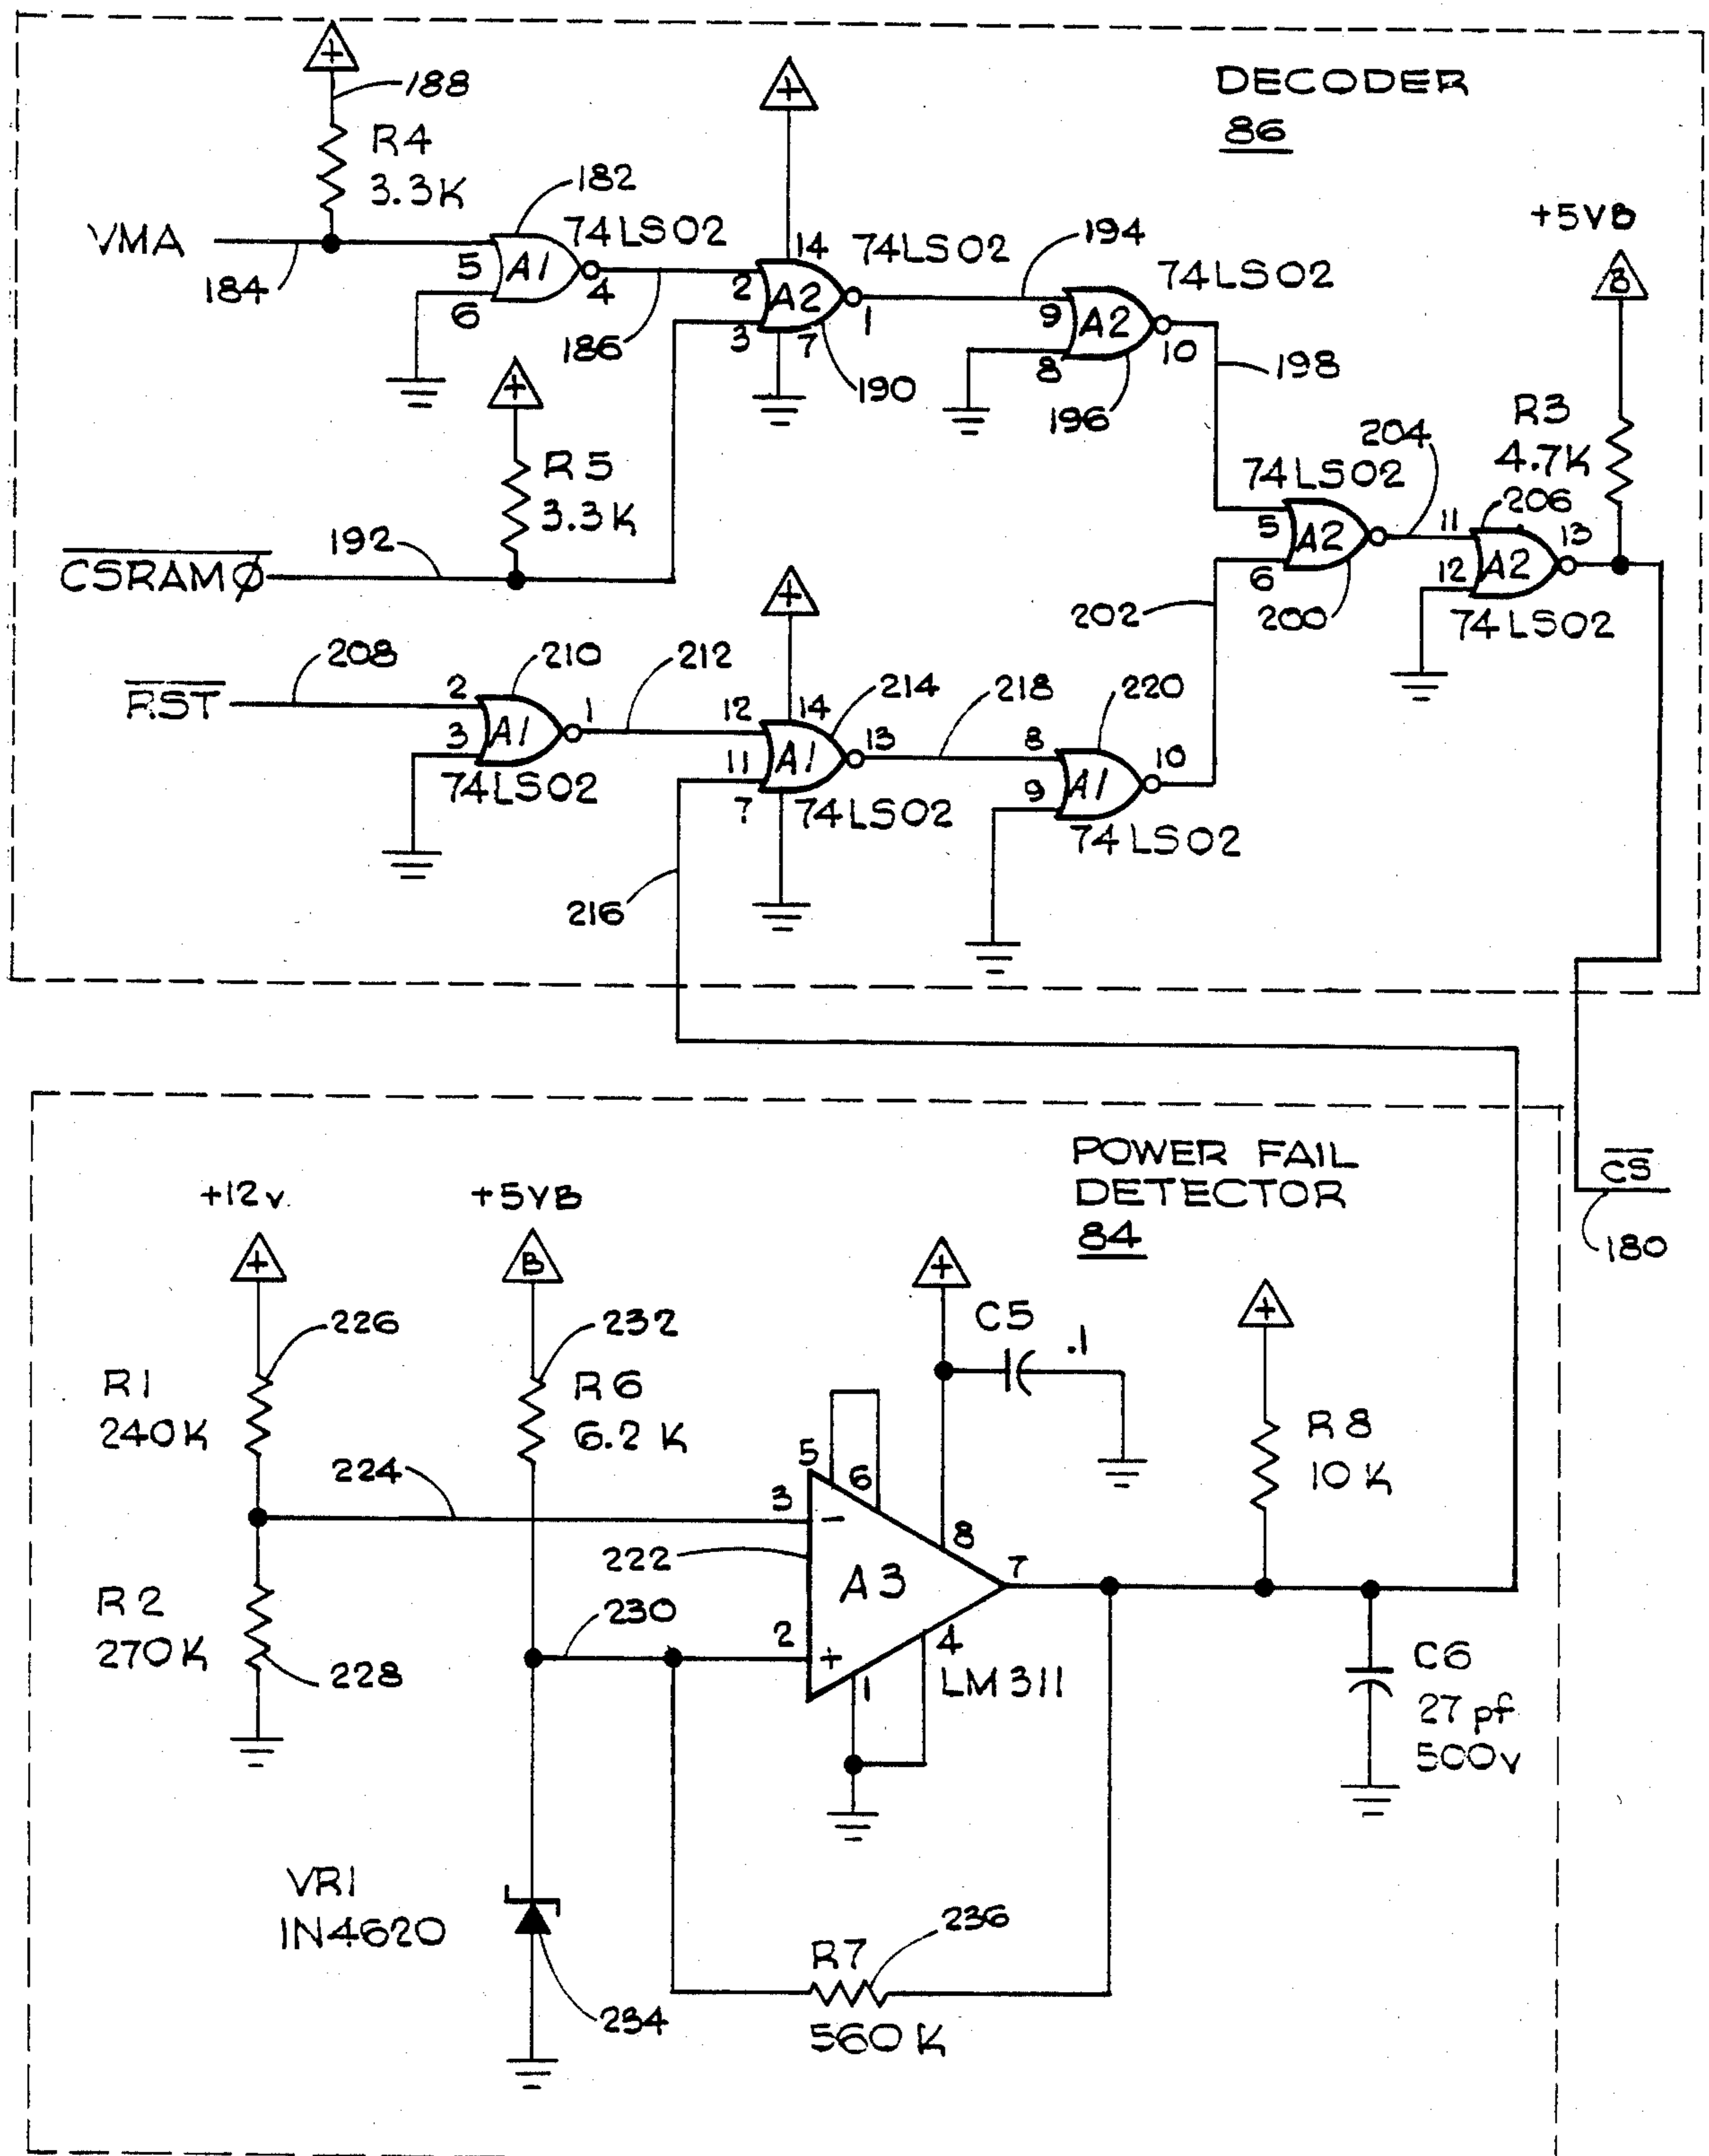 DECODER
86
+
188
R4
3.3K
VMA
184
182
74LS02
5
A1
4
6
186
+
14
2
A2
3
7
1
190
74LS02
194
74LS02
9
A2
8
10
196
198
+5VB
B
R3
4.7K
+
R5
3.3K
CSRAMØ
192
74LS02
5
A2
6
200
202
204
206
11
A2
12
13
74LS02
RST
208
2
A1
3
1
210
74LS02
212
+
12
14
A1
11
13
7
214
74LS02
216
218
8
A1
9
10
220
74LS02
CS
180
POWER FAIL
DETECTOR
84
+12v
+
226
R1
240K
224
R2
270K
228
+5VB
B
232
R6
6.2 K
230
VR1
1N4620
234
+
C5
.1
5
6
3
−
8
222
A3
7
2
+
1
4
LM311
+
R8
10K
C6
27 pf
500v
R7
236
560K